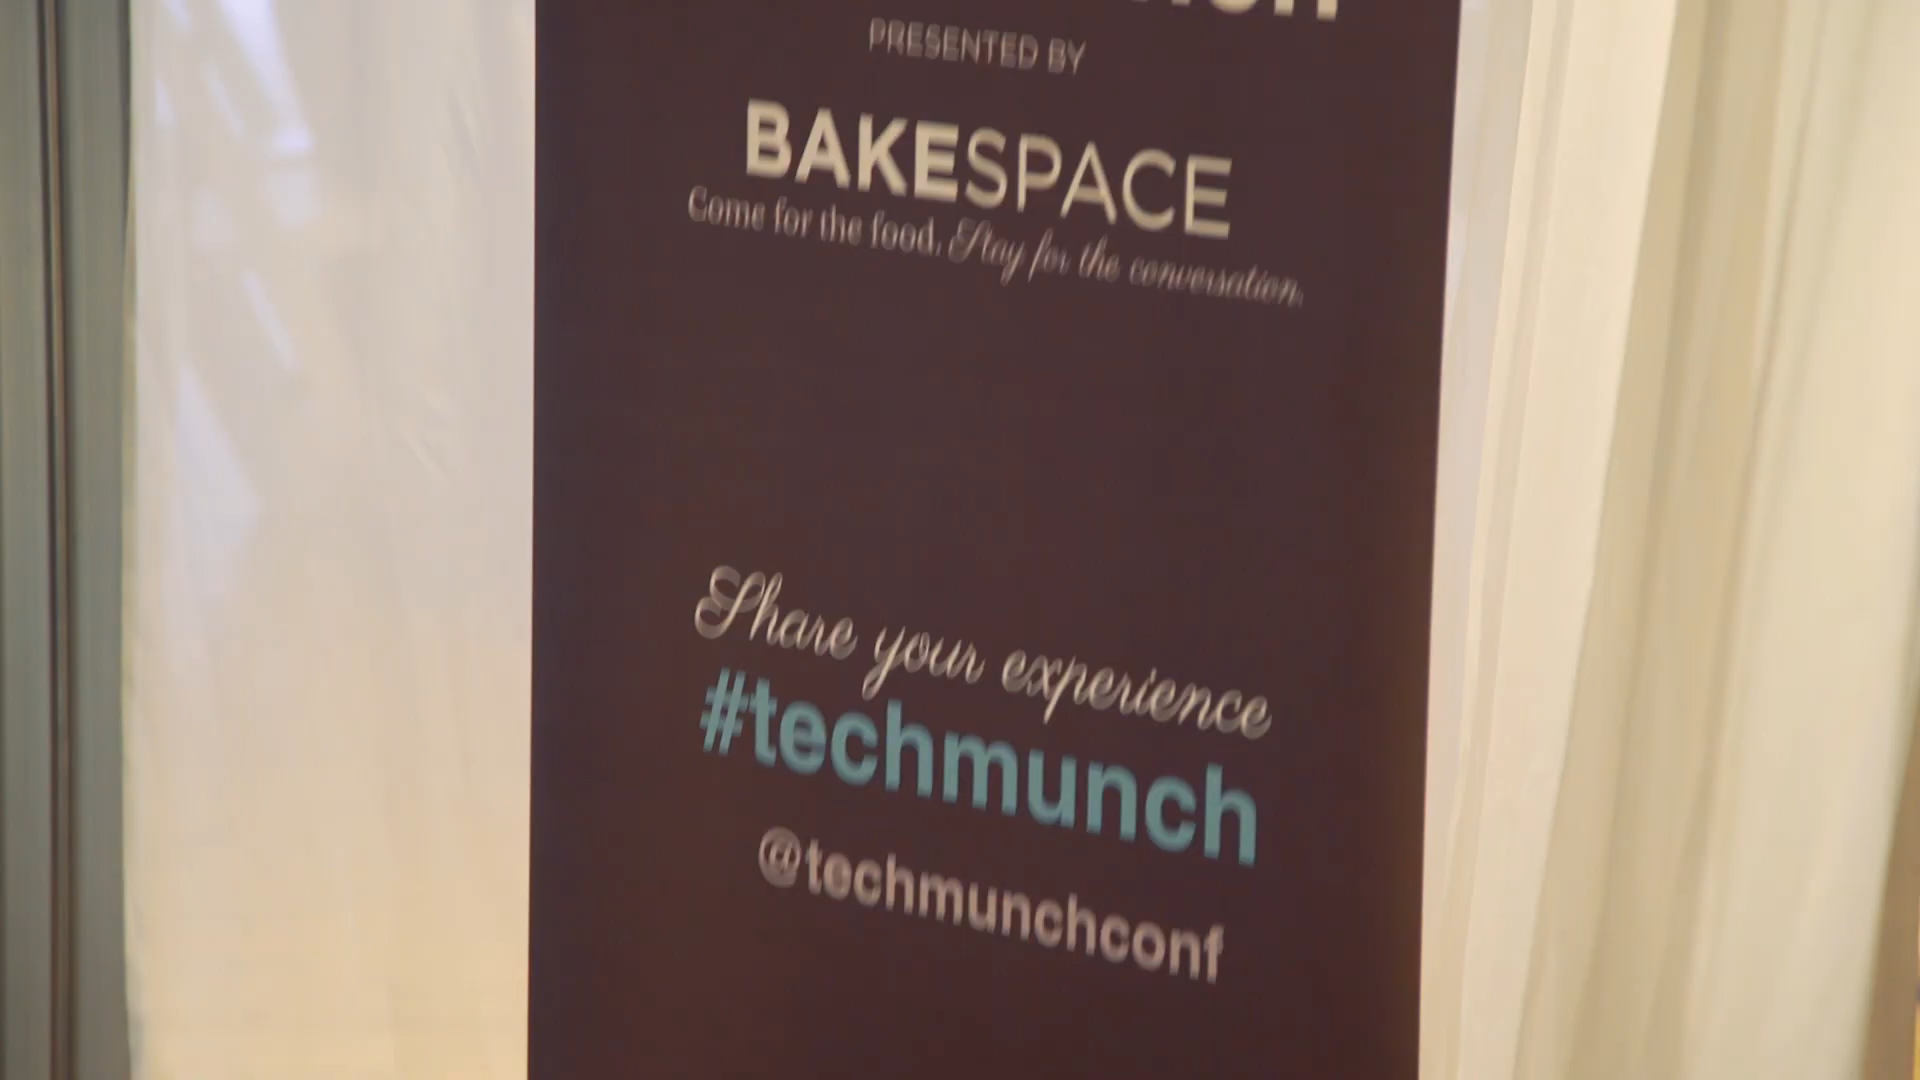 PRESENTED BY
BAKESPACE
Come for the food. Stay for the conversation.
Share your experience
#techmunch
@techmunchconf